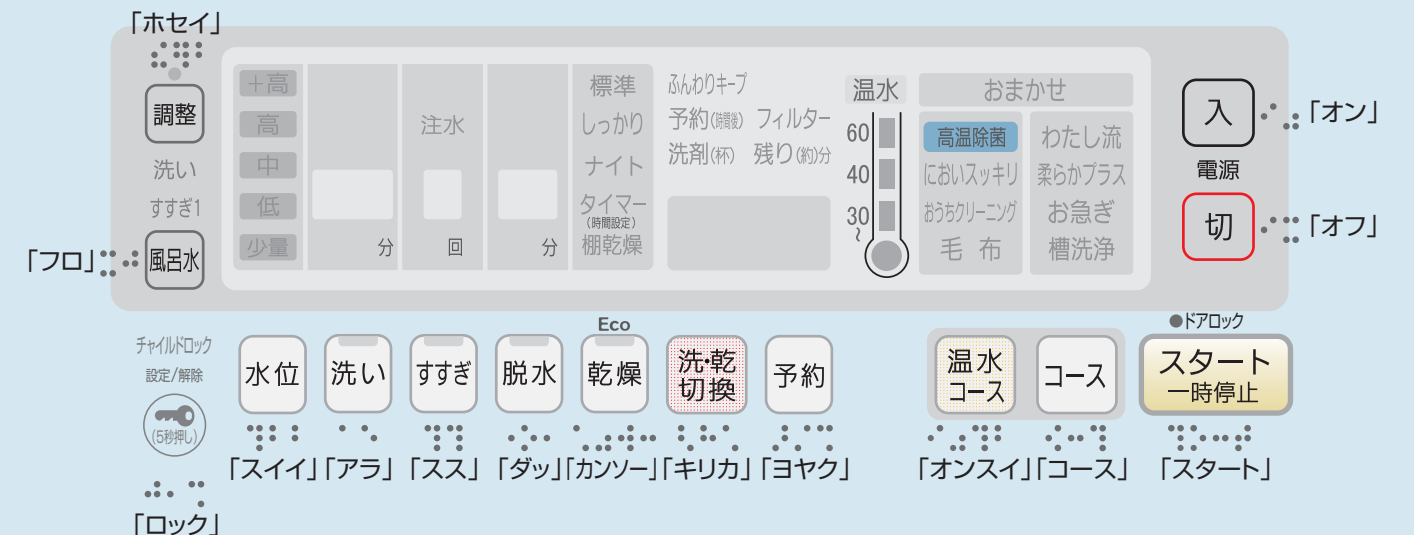 「ホセイ」
調整
洗い
すすぎ1
「フロ」
風呂水
チャイルドロック
設定/解除
(5秒押し)
「ロック」
+高
高
中
低
少量
分
注水
回
分
標準
しっかり
ナイト
タイマー
(時間設定)
棚乾燥
ふんわりキープ
予約(時間後) フィルター
洗剤(杯) 残り(約)分
温水
60
40
30
~
おまかせ
高温除菌
においスッキリ
おうちクリーニング
毛布
わたし流
柔らかプラス
お急ぎ
槽洗浄
入
「オン」
電源
切
「オフ」
水位
「スイイ」
洗い
「アラ」
すすぎ
「スス」
脱水
「ダッ」
Eco
乾燥
「カンソー」
洗・乾
切換
「キリカ」
予約
「ヨヤク」
温水
コース
「オンスイ」
コース
「コース」
●ドアロック
スタート
一時停止
「スタート」